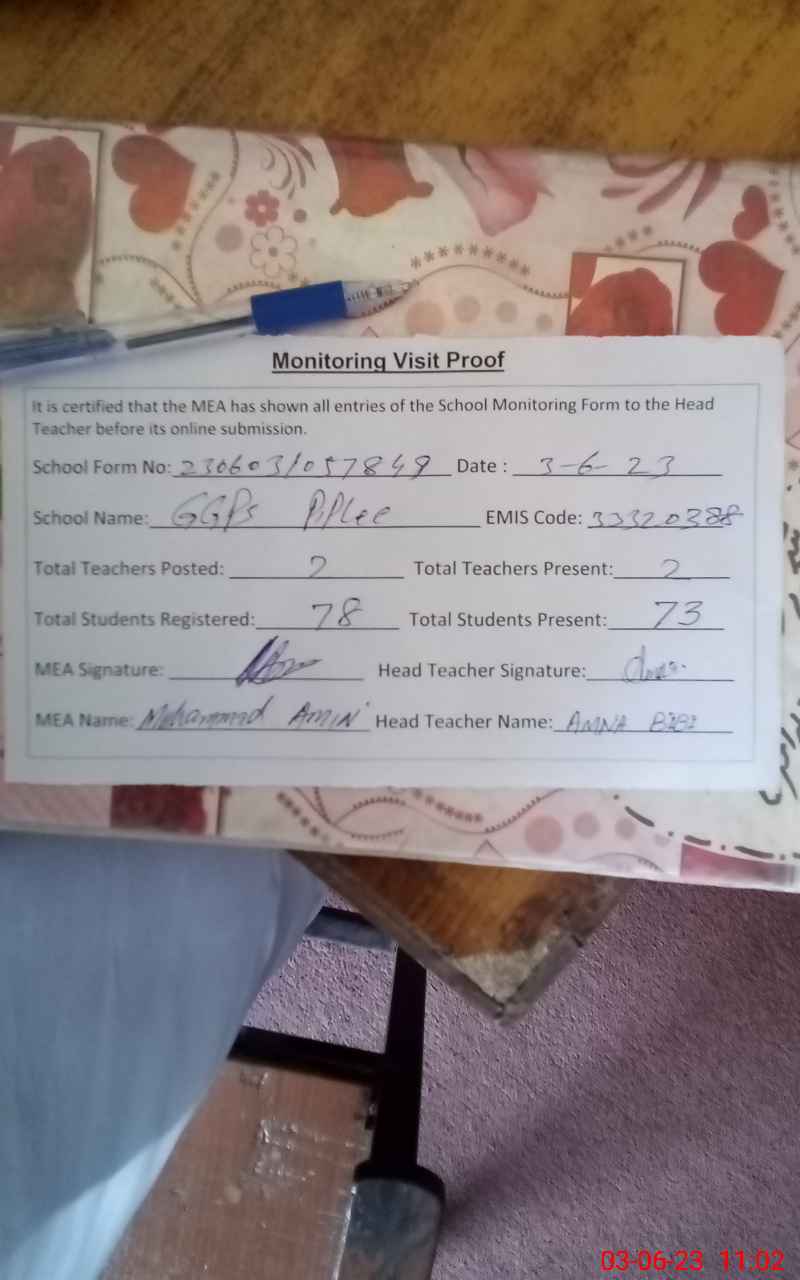 Monitoring Visit Proof
It is certified that the MEA has shown all entries of the School Monitoring Form to the Head
Teacher before its online submission.
School Form No: 230603/057849 Date : 3-6-23
School Name: GGPS PiPLee EMIS Code: 33320388
Total Teachers Posted: 2 Total Teachers Present: 2
Total Students Registered: 78 Total Students Present: 73
MEA Signature: Head Teacher Signature:
MEA Name: Mohammad AMIN Head Teacher Name: AMNA BIBI
03-06-23 11:02